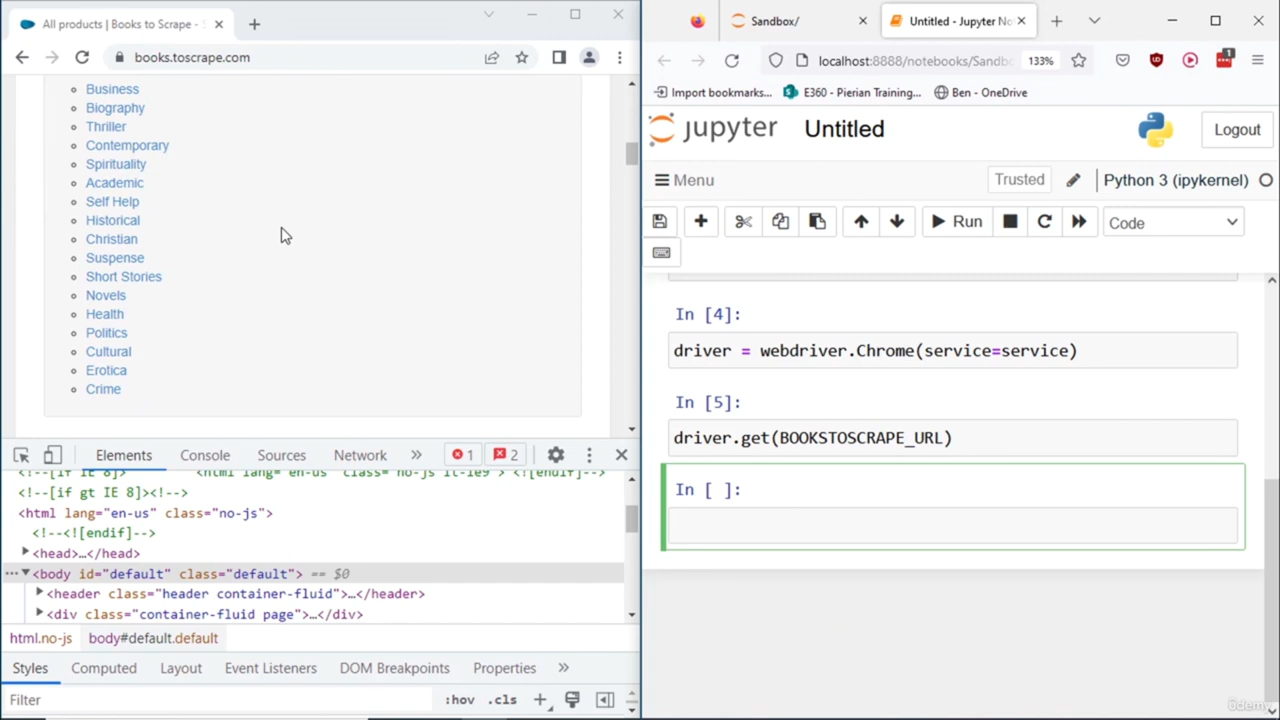 All products | Books to Scrape -
books.toscrape.com
Business
Biography
Thriller
Contemporary
Spirituality
Academic
Self Help
Historical
Christian
Suspense
Short Stories
Novels
Health
Politics
Cultural
Erotica
Crime
Elements Console Sources Network » 1 2
<!--[if gt IE 8]><!-->
<html lang="en-us" class="no-js">
<!--<![endif]-->
<head>…</head>
<body id="default" class="default"> == $0
<header class="header container-fluid">…</header>
<div class="container-fluid page">…</div>
html.no-js body#default.default
Styles Computed Layout Event Listeners DOM Breakpoints Properties »
Filter :hov .cls
Sandbox/ Untitled - Jupyter No
localhost:8888/notebooks/Sandb 133% 1
Import bookmarks... E360 - Pierian Training... Ben - OneDrive
jupyter Untitled Logout
Menu Trusted Python 3 (ipykernel)
Run Code
In [4]:
driver = webdriver.Chrome(service=service)
In [5]:
driver.get(BOOKSTOSCRAPE_URL)
In [ ]:
ûdemy